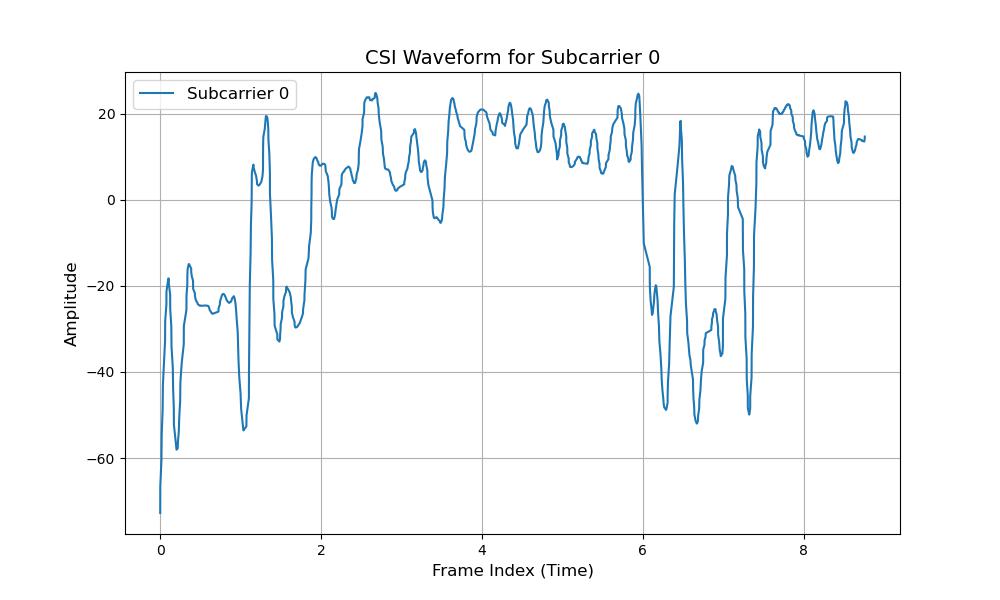 CSI Waveform for Subcarrier 0
Subcarrier 0
20
0
−20
−40
−60
Amplitude
0 2 4 6 8
Frame Index (Time)